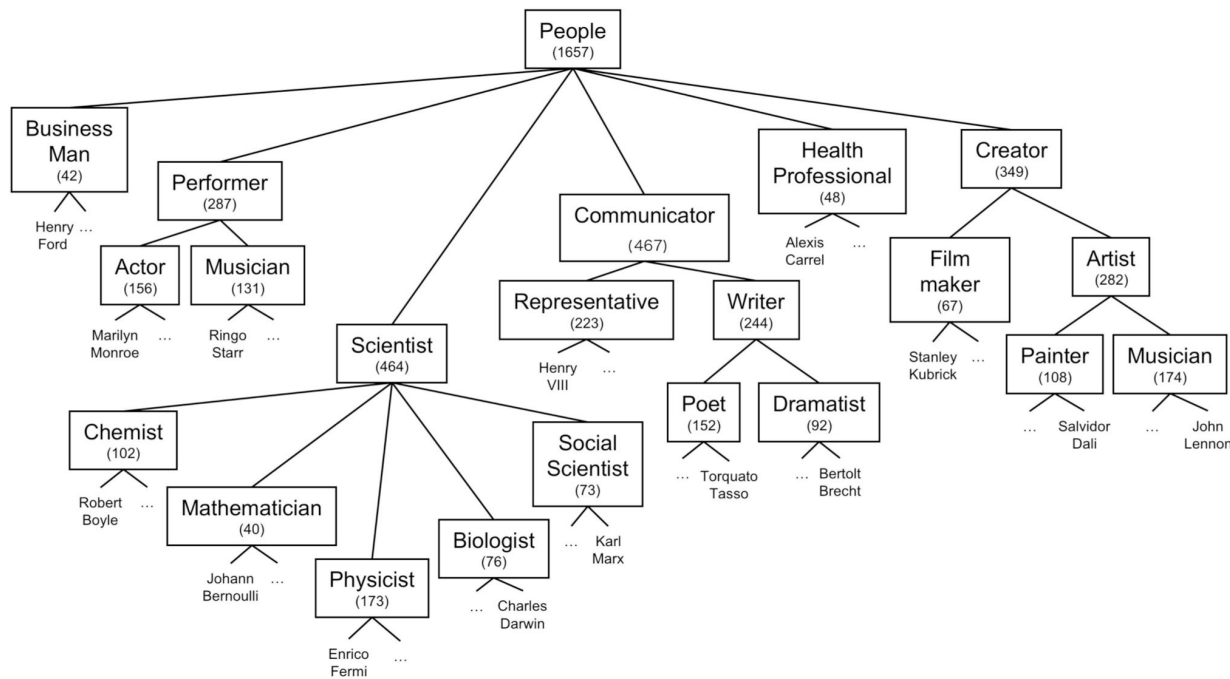 People
(1657)
Business
Man
(42)
Henry ...
Ford
Performer
(287)
Actor
(156)
Marilyn ...
Monroe
Musician
(131)
Ringo ...
Starr
Scientist
(464)
Chemist
(102)
Robert ...
Boyle
Mathematician
(40)
Johann ...
Bernoulli
Physicist
(173)
Enrico ...
Fermi
Biologist
(76)
... Charles
Darwin
Social
Scientist
(73)
... Karl
Marx
Communicator
(467)
Representative
(223)
Henry ...
VIII
Writer
(244)
Poet
(152)
... Torquato
Tasso
Dramatist
(92)
... Bertolt
Brecht
Health
Professional
(48)
Alexis ...
Carrel
Creator
(349)
Film
maker
(67)
Stanley ...
Kubrick
Artist
(282)
Painter
(108)
... Salvidor
Dali
Musician
(174)
... John
Lennon